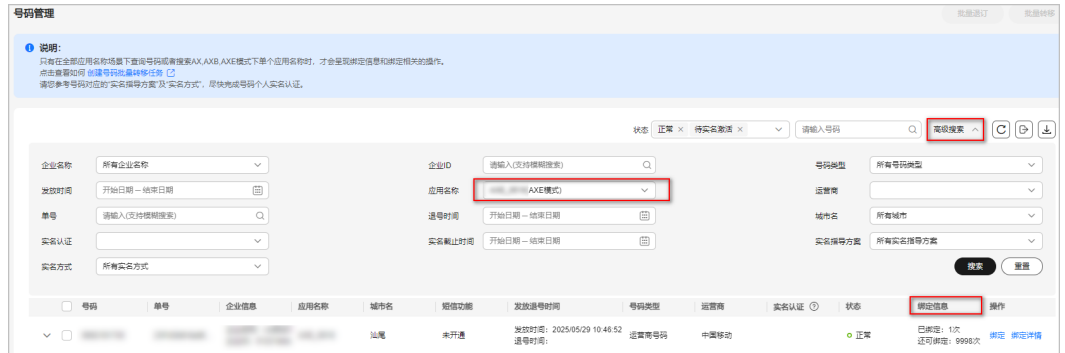 号码管理
批量退订 批量转移
说明:
只有在全部应用名称场景下查询号码或者搜索AX,AXB,AXE模式下单个应用名称时，才会呈现绑定信息和绑定相关的操作。
点击查看如何 创建号码批量转移任务
请您参考号码对应的“实名指导方案”及“实名方式”，尽快完成号码个人实名认证。
状态 正常 × 待实名激活 × 请输入号码 高级搜索
企业名称 所有企业名称 企业ID 请输入(支持模糊搜索) 号码类型 所有号码类型
发放时间 开始日期 – 结束日期 应用名称 AXE模式) 运营商
单号 请输入(支持模糊搜索) 退号时间 开始日期 – 结束日期 城市名 所有城市
实名认证 实名截止时间 开始日期 – 结束日期 实名指导方案 所有实名指导方案
实名方式 所有实名方式 搜索 重置
号码 单号 企业信息 应用名称 城市名 短信功能 发放退号时间 号码类型 运营商 实名认证 状态 绑定信息 操作
汕尾 未开通 发放时间：2025/05/29 10:46:52 运营商号码 中国移动 正常 已绑定：1次 绑定 绑定详情
退号时间： 还可绑定：9998次